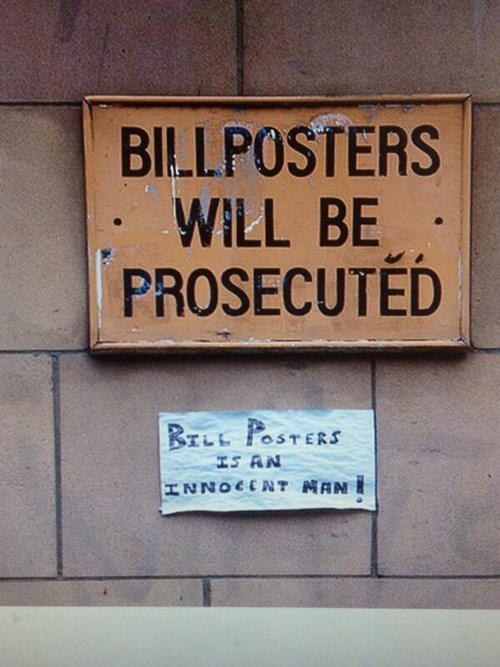 BILLPOSTERS
· WILL BE ·
PROSECUTED
BILL POSTERS
IS AN
INNOCENT MAN!